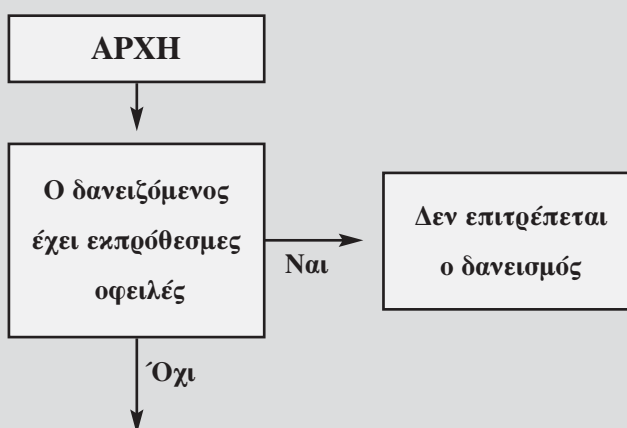 ΑΡΧΗ
Ο δανειζόμενος
έχει εκπρόθεσμες
οφειλές
Ναι
Δεν επιτρέπεται
ο δανεισμός
Όχι